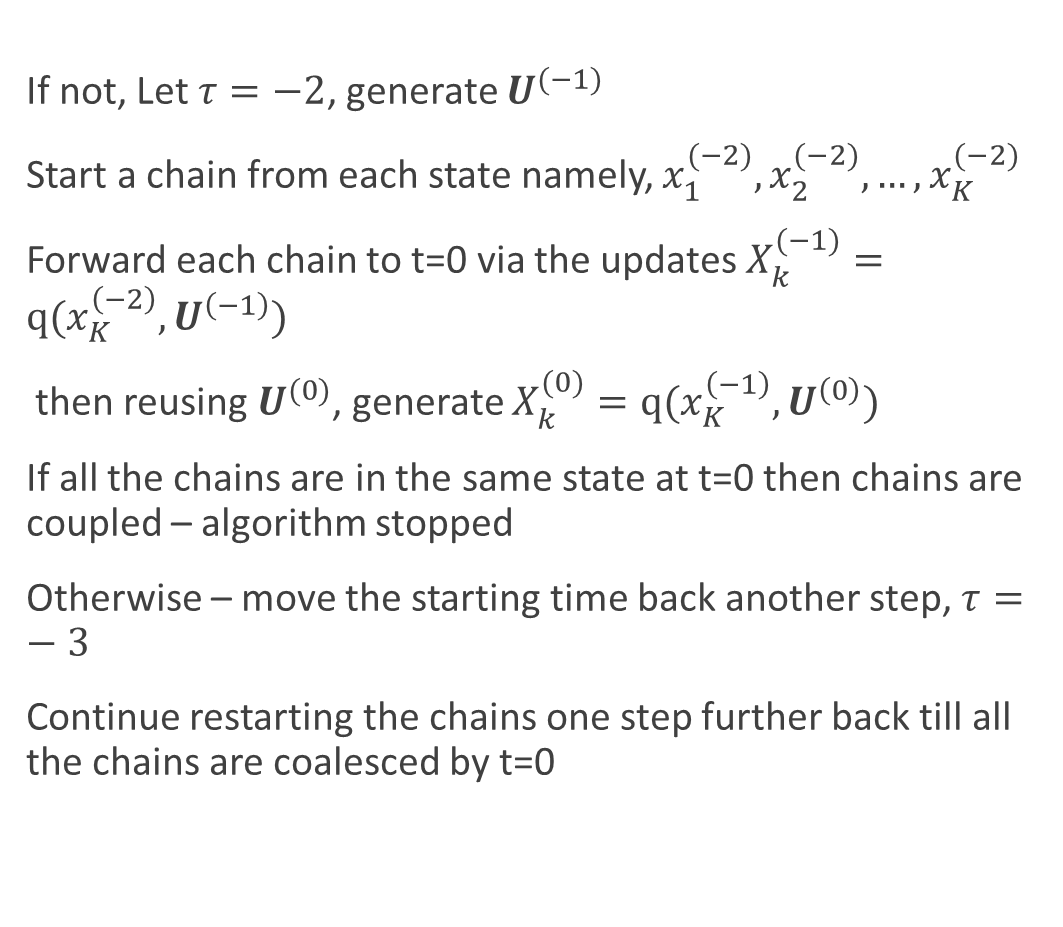 If not, Let τ = −2, generate 𝑼⁽⁻¹⁾
Start a chain from each state namely, x₁⁽⁻²⁾, x₂⁽⁻²⁾, … , x_K⁽⁻²⁾
Forward each chain to t=0 via the updates X_k⁽⁻¹⁾ =
q(x_K⁽⁻²⁾, 𝑼⁽⁻¹⁾)
then reusing 𝑼⁽⁰⁾, generate X_k⁽⁰⁾ = q(x_K⁽⁻¹⁾, 𝑼⁽⁰⁾)
If all the chains are in the same state at t=0 then chains are
coupled – algorithm stopped
Otherwise – move the starting time back another step, τ =
− 3
Continue restarting the chains one step further back till all
the chains are coalesced by t=0